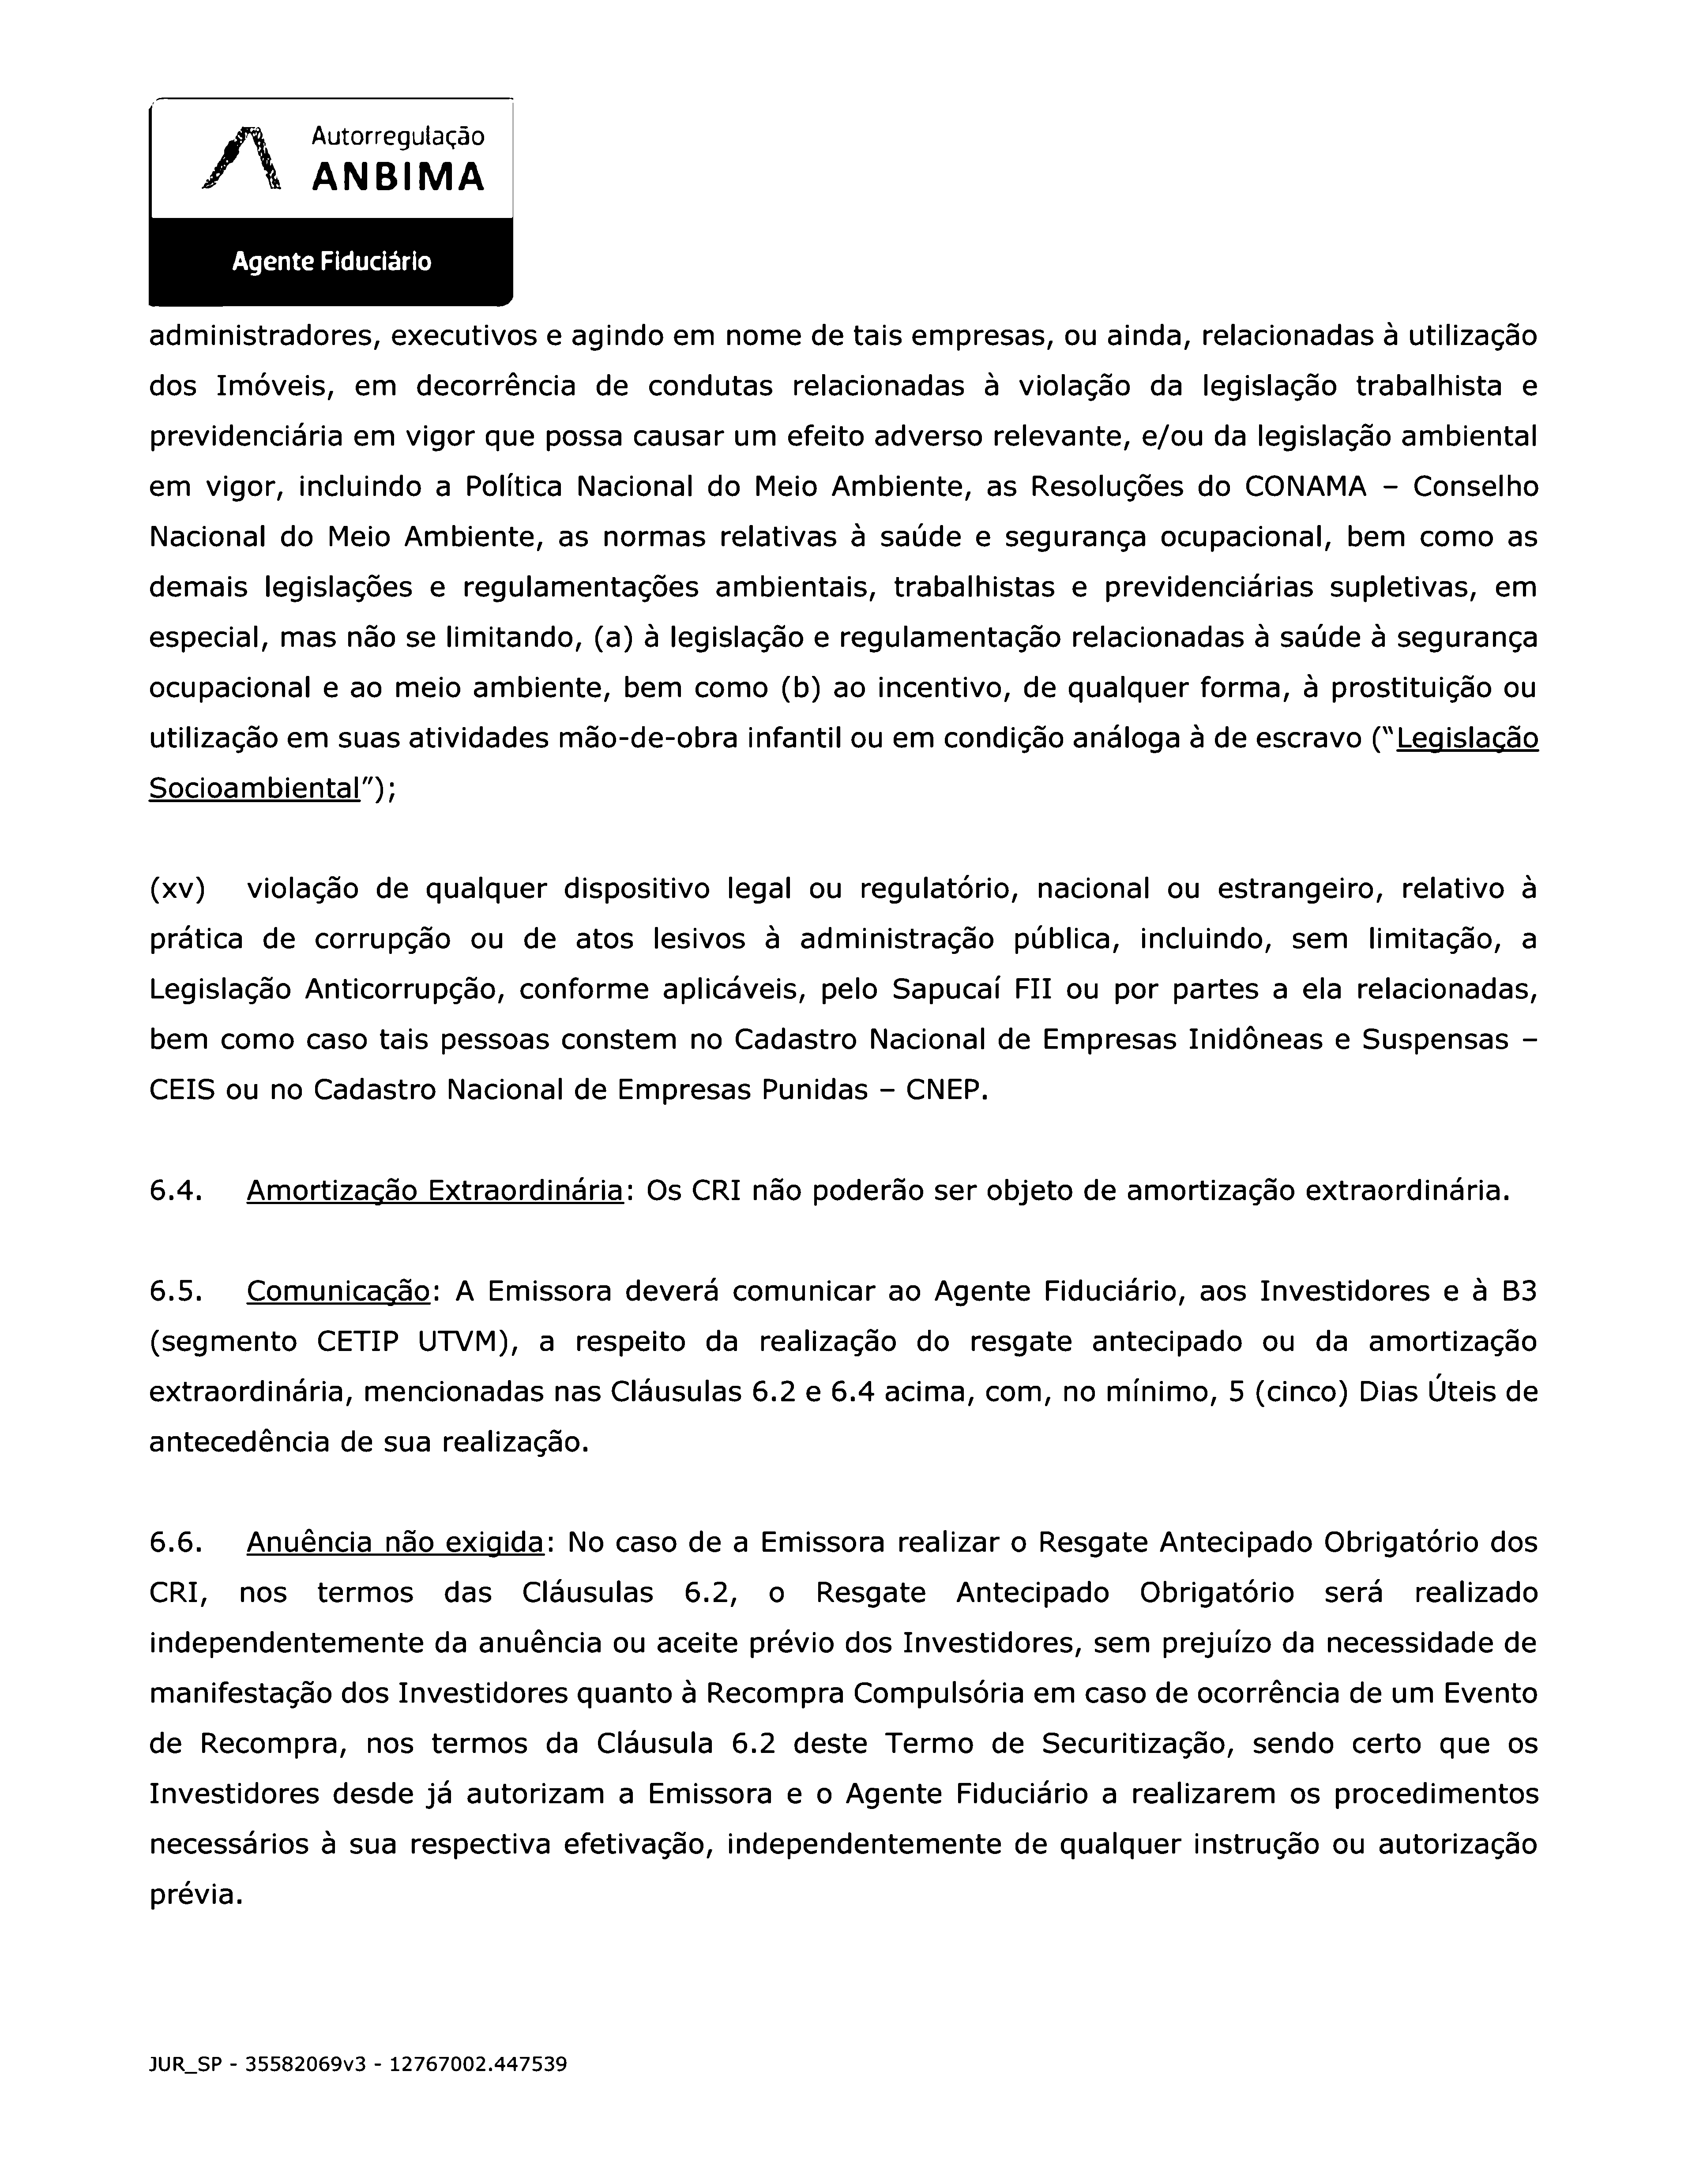 Autorregulação
ANBIMA
Agente Fiduciário
administradores, executivos e agindo em nome de tais empresas, ou ainda, relacionadas à utilização
dos Imóveis, em decorrência de condutas relacionadas à violação da legislação trabalhista e
previdenciária em vigor que possa causar um efeito adverso relevante, e/ou da legislação ambiental
em vigor, incluindo a Política Nacional do Meio Ambiente, as Resoluções do CONAMA – Conselho
Nacional do Meio Ambiente, as normas relativas à saúde e segurança ocupacional, bem como as
demais legislações e regulamentações ambientais, trabalhistas e previdenciárias supletivas, em
especial, mas não se limitando, (a) à legislação e regulamentação relacionadas à saúde à segurança
ocupacional e ao meio ambiente, bem como (b) ao incentivo, de qualquer forma, à prostituição ou
utilização em suas atividades mão-de-obra infantil ou em condição análoga à de escravo (“Legislação
Socioambiental”);
(xv) violação de qualquer dispositivo legal ou regulatório, nacional ou estrangeiro, relativo à
prática de corrupção ou de atos lesivos à administração pública, incluindo, sem limitação, a
Legislação Anticorrupção, conforme aplicáveis, pelo Sapucaí FII ou por partes a ela relacionadas,
bem como caso tais pessoas constem no Cadastro Nacional de Empresas Inidôneas e Suspensas –
CEIS ou no Cadastro Nacional de Empresas Punidas – CNEP.
6.4. Amortização Extraordinária: Os CRI não poderão ser objeto de amortização extraordinária.
6.5. Comunicação: A Emissora deverá comunicar ao Agente Fiduciário, aos Investidores e à B3
(segmento CETIP UTVM), a respeito da realização do resgate antecipado ou da amortização
extraordinária, mencionadas nas Cláusulas 6.2 e 6.4 acima, com, no mínimo, 5 (cinco) Dias Úteis de
antecedência de sua realização.
6.6. Anuência não exigida: No caso de a Emissora realizar o Resgate Antecipado Obrigatório dos
CRI, nos termos das Cláusulas 6.2, o Resgate Antecipado Obrigatório será realizado
independentemente da anuência ou aceite prévio dos Investidores, sem prejuízo da necessidade de
manifestação dos Investidores quanto à Recompra Compulsória em caso de ocorrência de um Evento
de Recompra, nos termos da Cláusula 6.2 deste Termo de Securitização, sendo certo que os
Investidores desde já autorizam a Emissora e o Agente Fiduciário a realizarem os procedimentos
necessários à sua respectiva efetivação, independentemente de qualquer instrução ou autorização
prévia.
JUR_SP - 35582069v3 - 12767002.447539